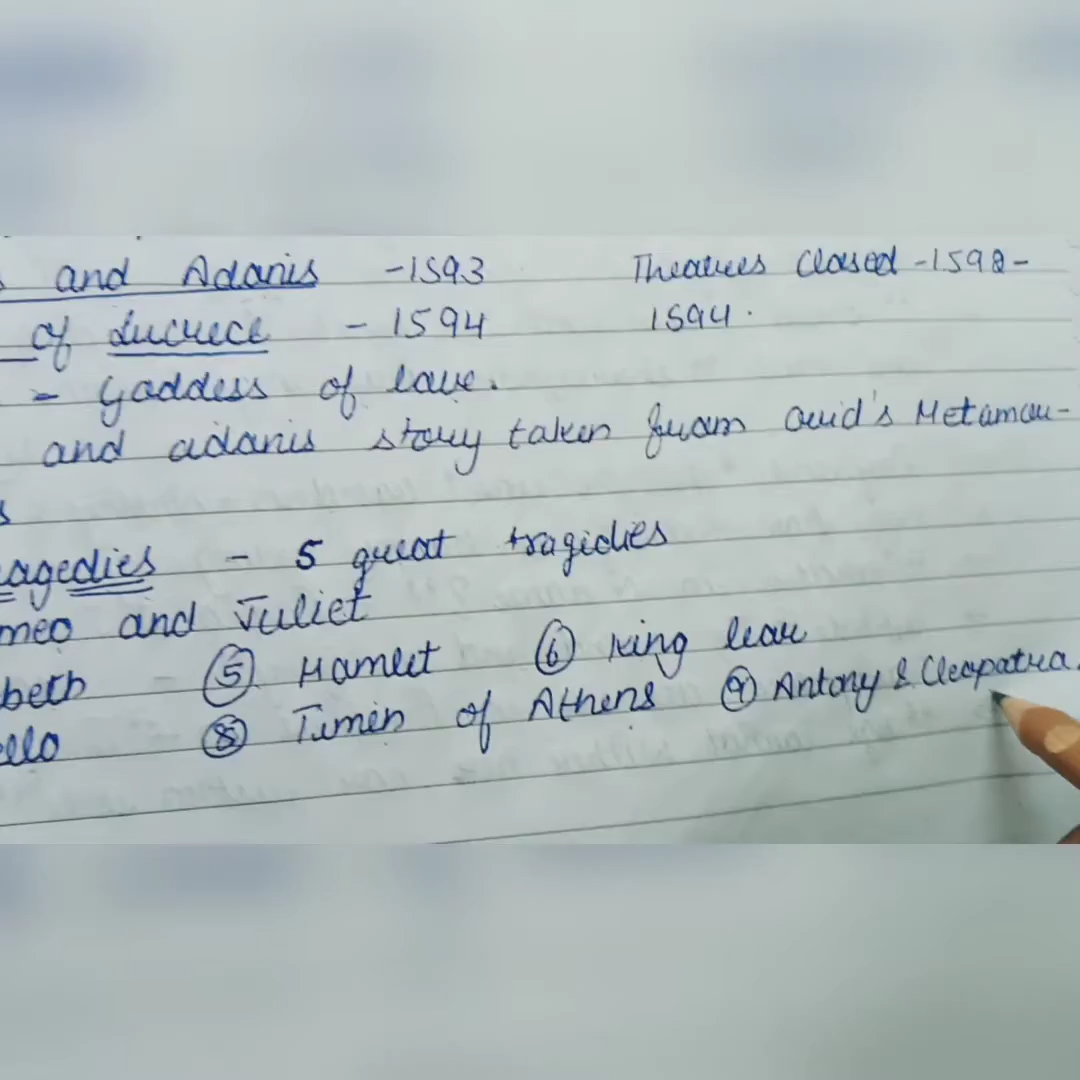 and Adonis -1593 Theatres closed -1592-
of Lucrece - 1594 1594.
- Goddess of love.
and adonis story taken from ovid's Metamor-
s
agedies - 5 great tragidies
meo and Juliet
beth - ⑤ Hamlet ⑥ King lear
ello ⑧ Timen of Athens ⑨ Antony & Cleopatra.